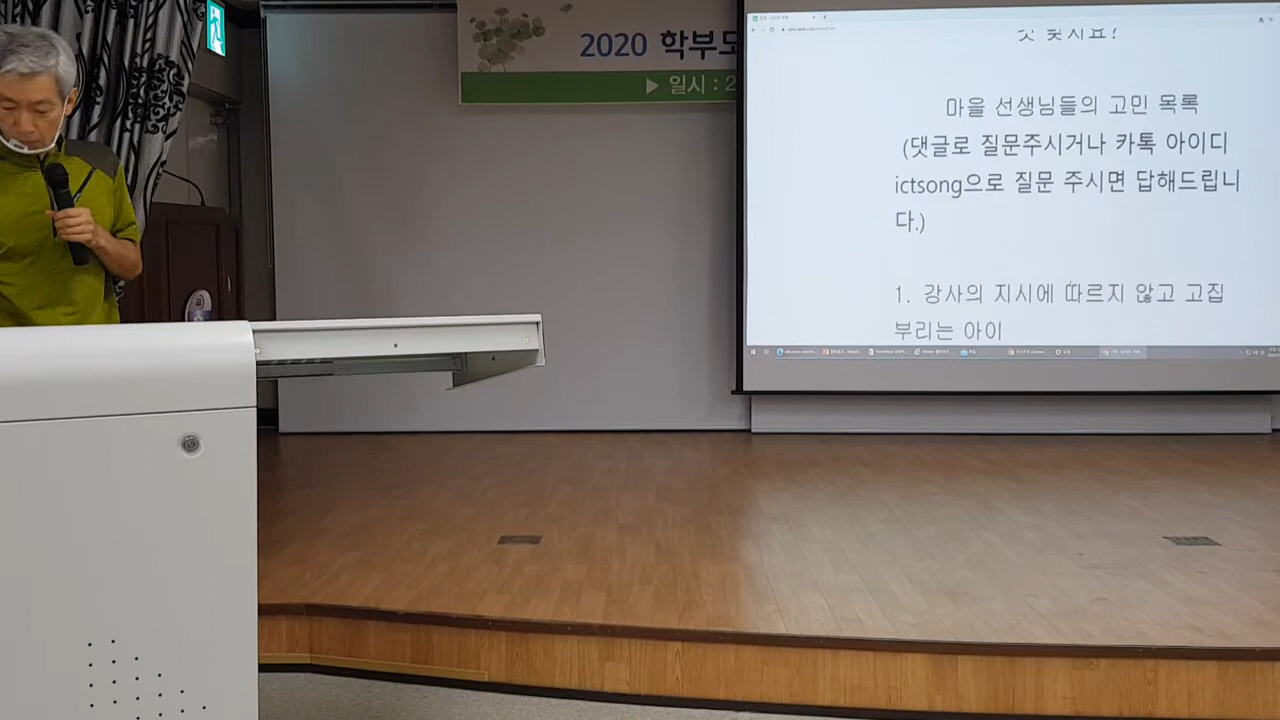 2020 학부모
▶ 일시 : 2
마을 선생님들의 고민 목록
(댓글로 질문주시거나 카톡 아이디
ictsong으로 질문 주시면 답해드립니
다.)
1. 강사의 지시에 따르지 않고 고집
부리는 아이